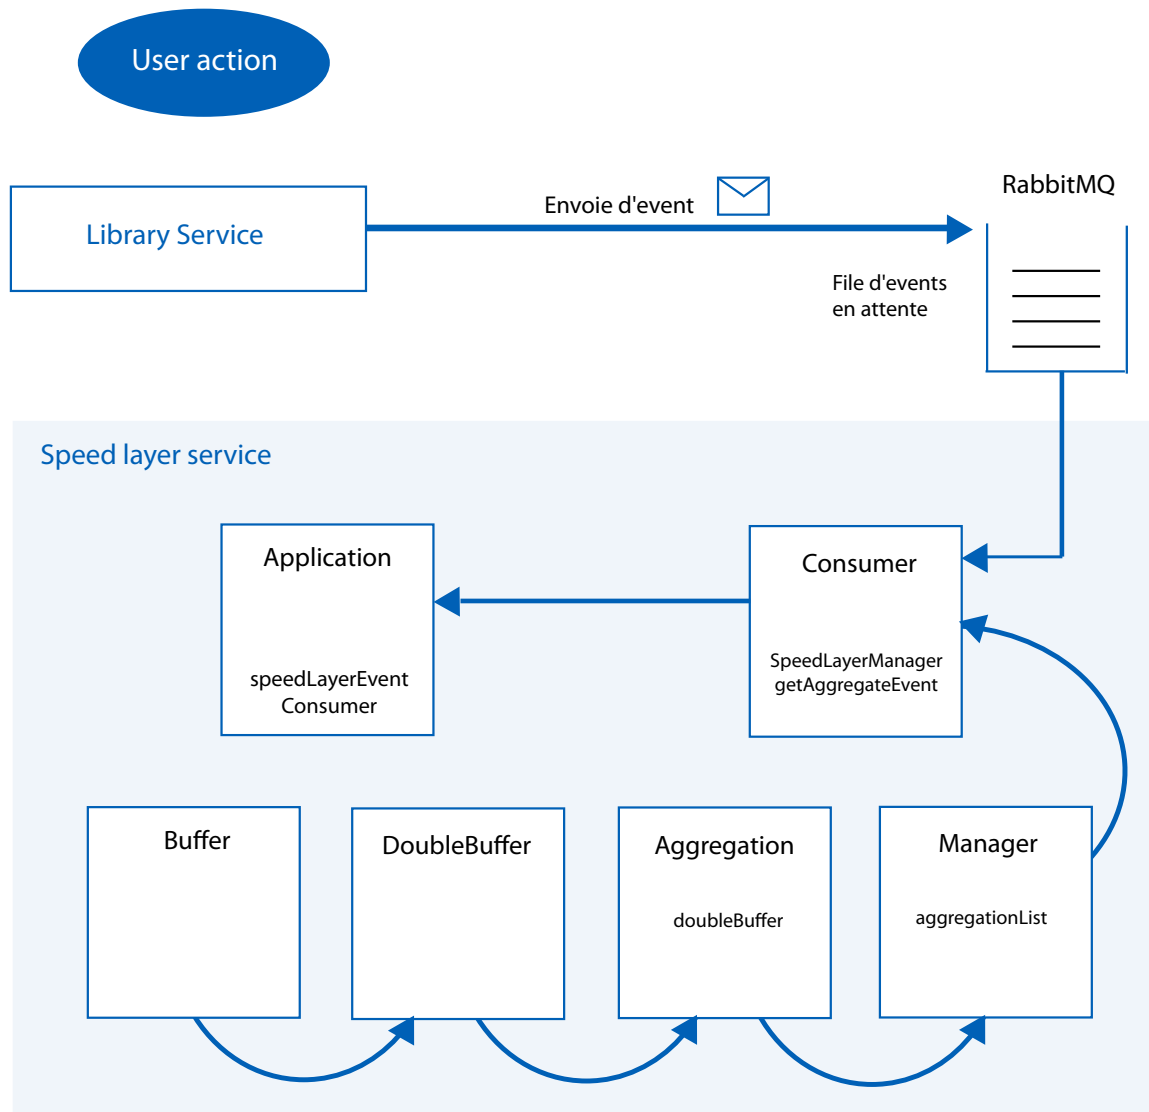 User action
RabbitMQ
Envoie d'event
Library Service
File d'events
en attente
Speed layer service
Application
speedLayerEvent
Consumer
Consumer
SpeedLayerManager
getAggregateEvent
Buffer
DoubleBuffer
Aggregation
doubleBuffer
Manager
aggregationList